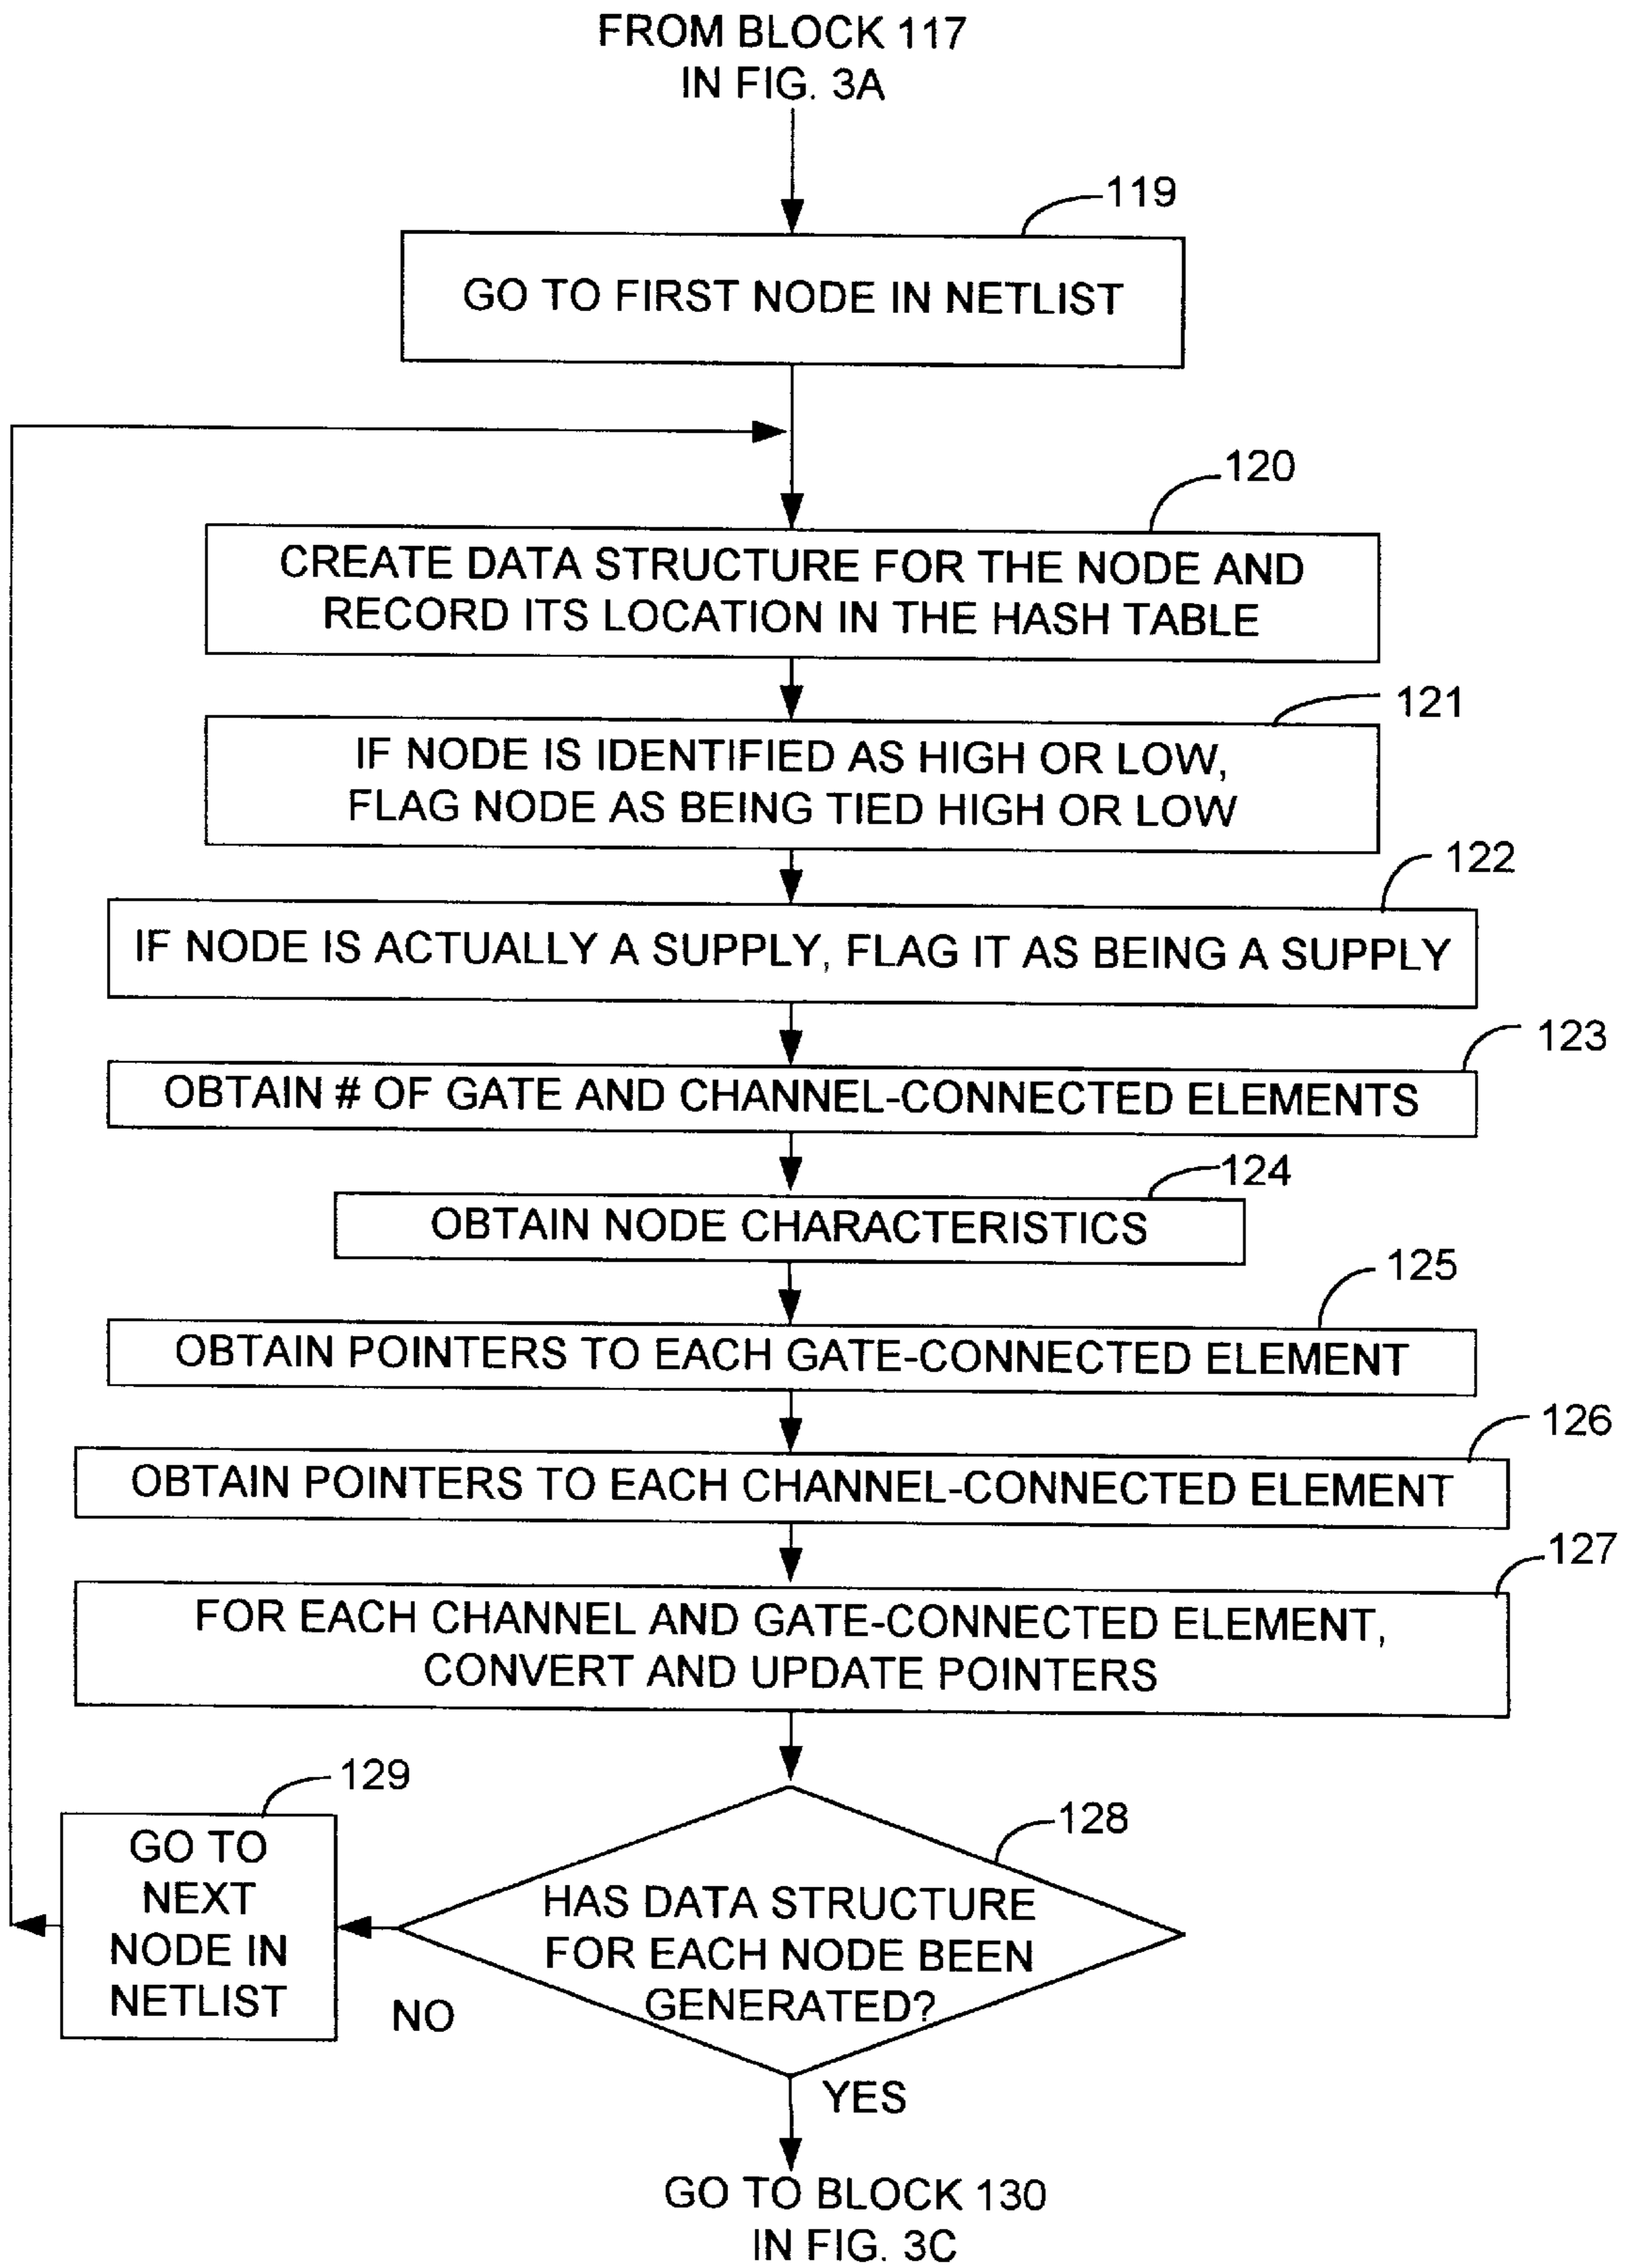 FROM BLOCK 117
IN FIG. 3A
119
GO TO FIRST NODE IN NETLIST
120
CREATE DATA STRUCTURE FOR THE NODE AND
RECORD ITS LOCATION IN THE HASH TABLE
121
IF NODE IS IDENTIFIED AS HIGH OR LOW,
FLAG NODE AS BEING TIED HIGH OR LOW
122
IF NODE IS ACTUALLY A SUPPLY, FLAG IT AS BEING A SUPPLY
123
OBTAIN # OF GATE AND CHANNEL-CONNECTED ELEMENTS
124
OBTAIN NODE CHARACTERISTICS
125
OBTAIN POINTERS TO EACH GATE-CONNECTED ELEMENT
126
OBTAIN POINTERS TO EACH CHANNEL-CONNECTED ELEMENT
127
FOR EACH CHANNEL AND GATE-CONNECTED ELEMENT,
CONVERT AND UPDATE POINTERS
129
GO TO
NEXT
NODE IN
NETLIST
128
HAS DATA STRUCTURE
FOR EACH NODE BEEN
GENERATED?
NO
YES
GO TO BLOCK 130
IN FIG. 3C